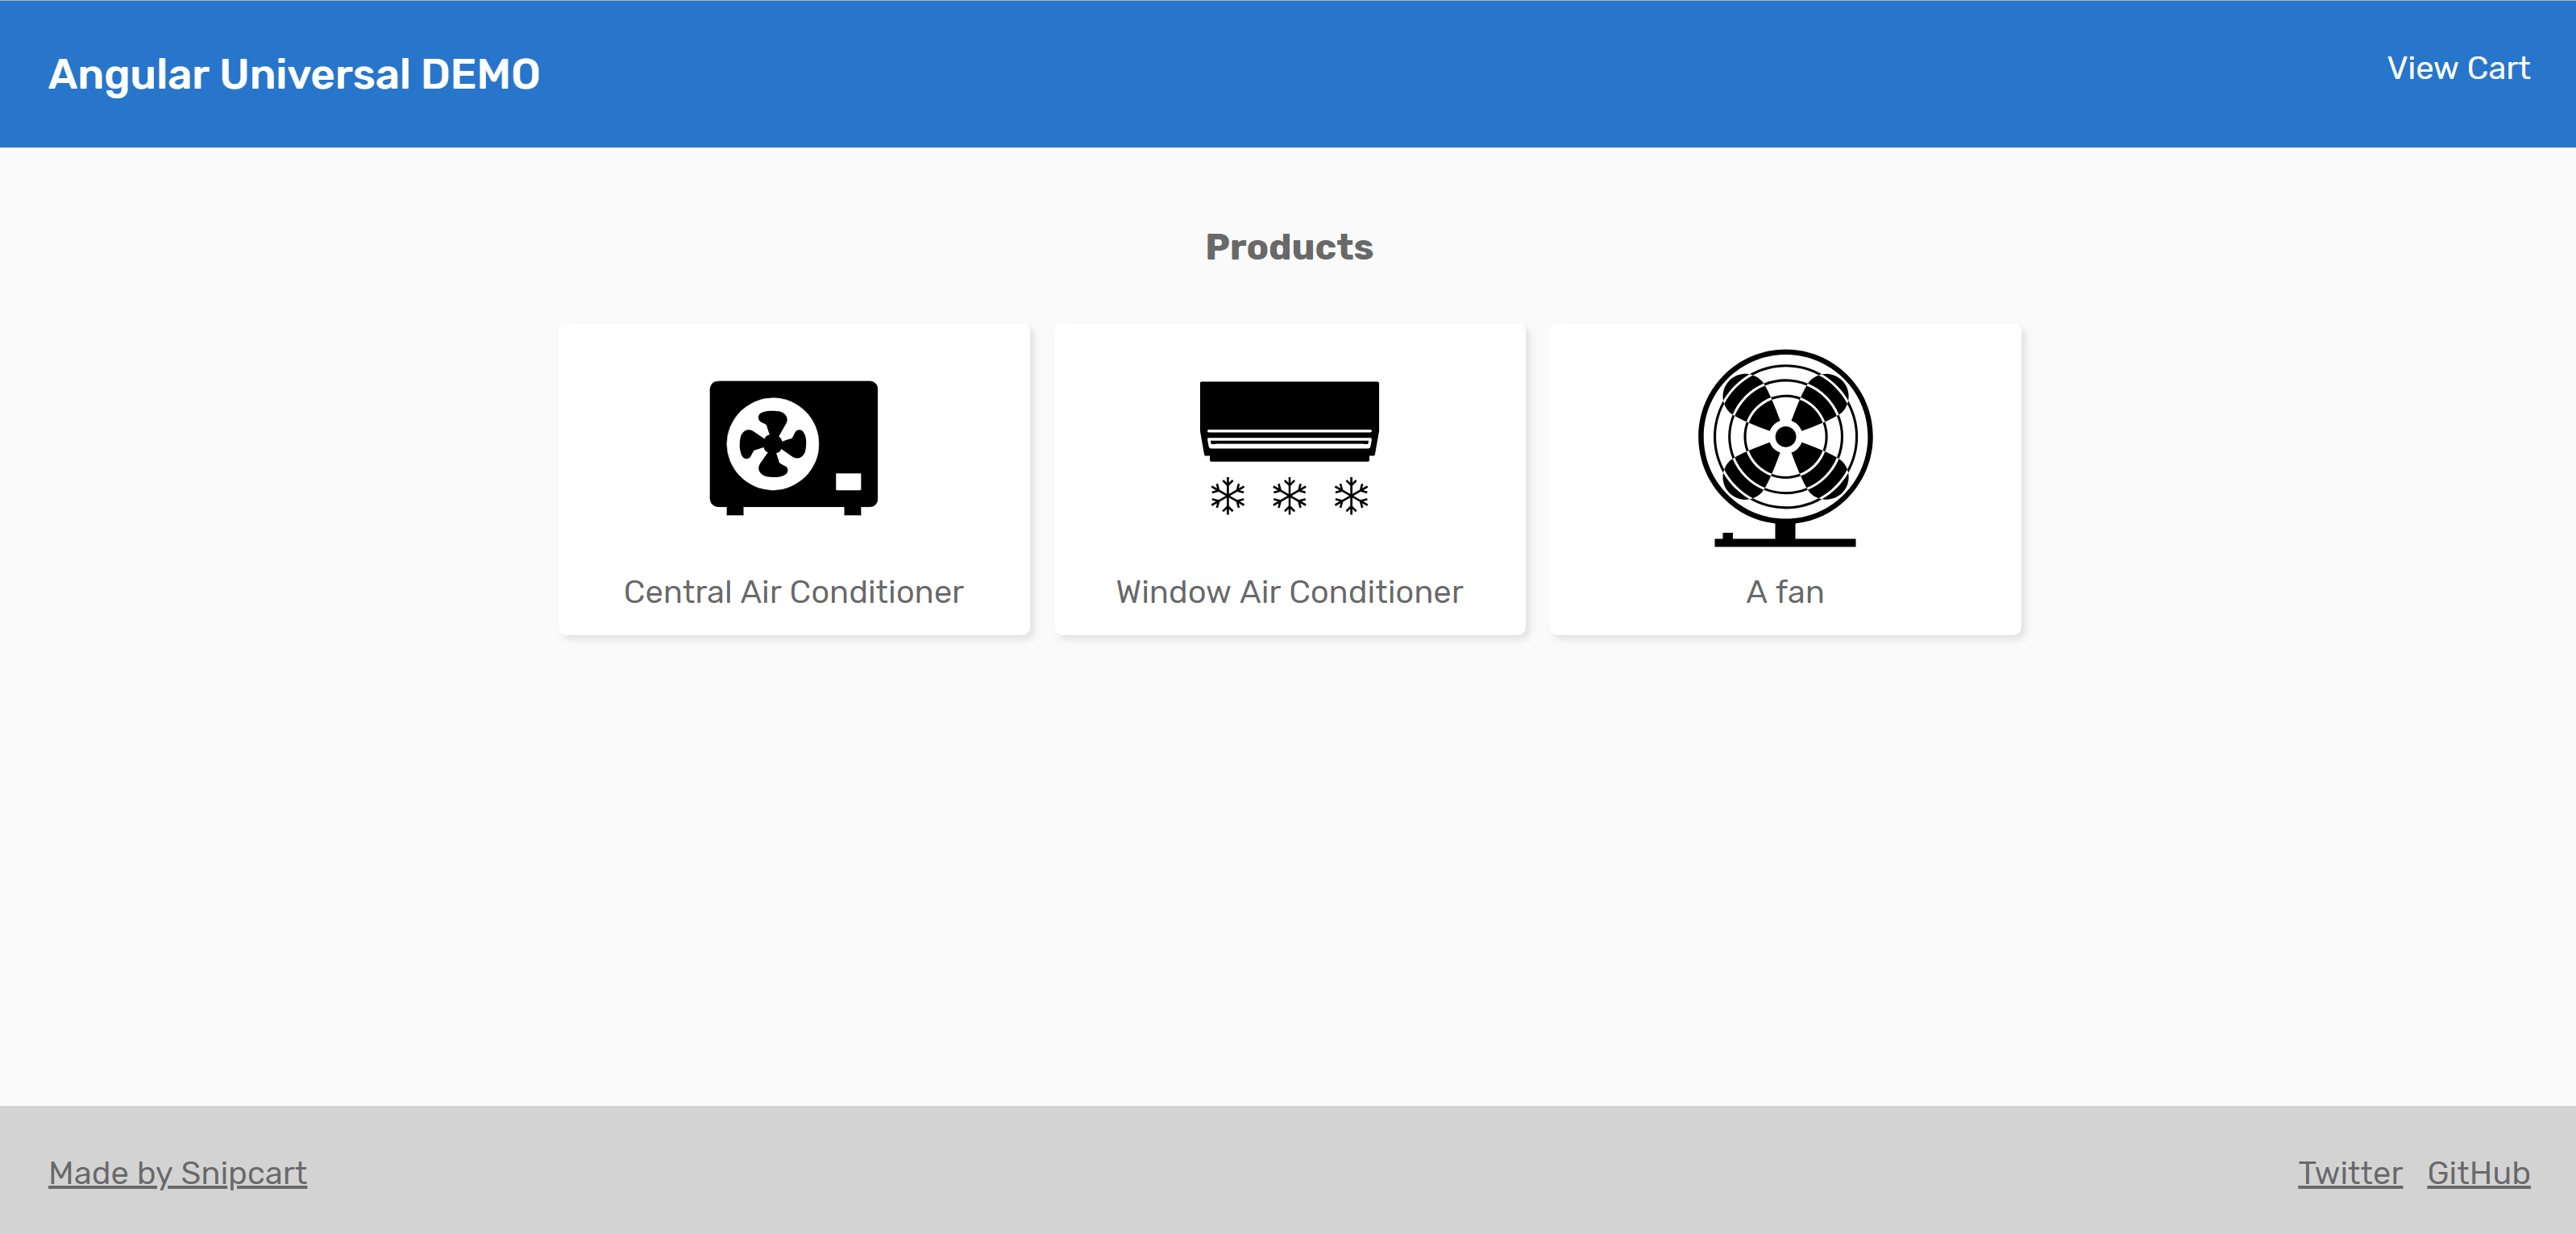 Angular Universal DEMO
View Cart
Products
Central Air Conditioner
Window Air Conditioner
A fan
Made by Snipcart
Twitter GitHub